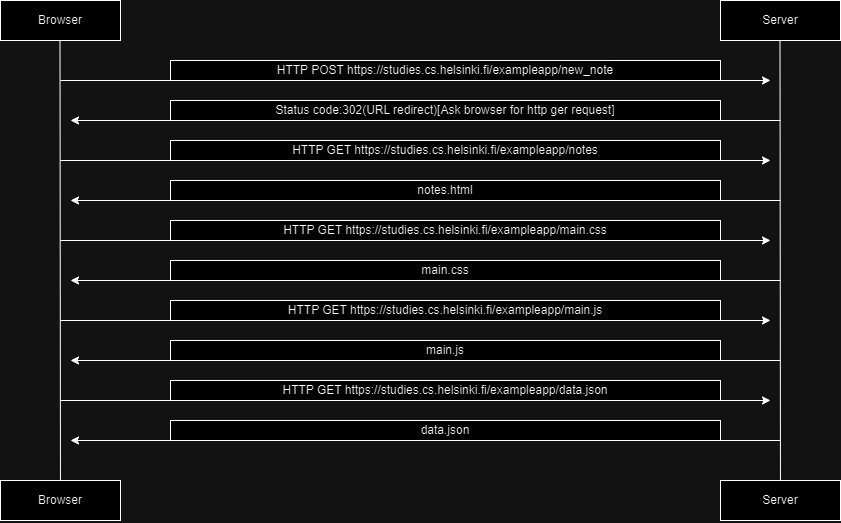 Browser
Server
HTTP POST https://studies.cs.helsinki.fi/exampleapp/new_note
Status code:302(URL redirect)[Ask browser for http ger request]
HTTP GET https://studies.cs.helsinki.fi/exampleapp/notes
notes.html
HTTP GET https://studies.cs.helsinki.fi/exampleapp/main.css
main.css
HTTP GET https://studies.cs.helsinki.fi/exampleapp/main.js
main.js
HTTP GET https://studies.cs.helsinki.fi/exampleapp/data.json
data.json
Browser
Server